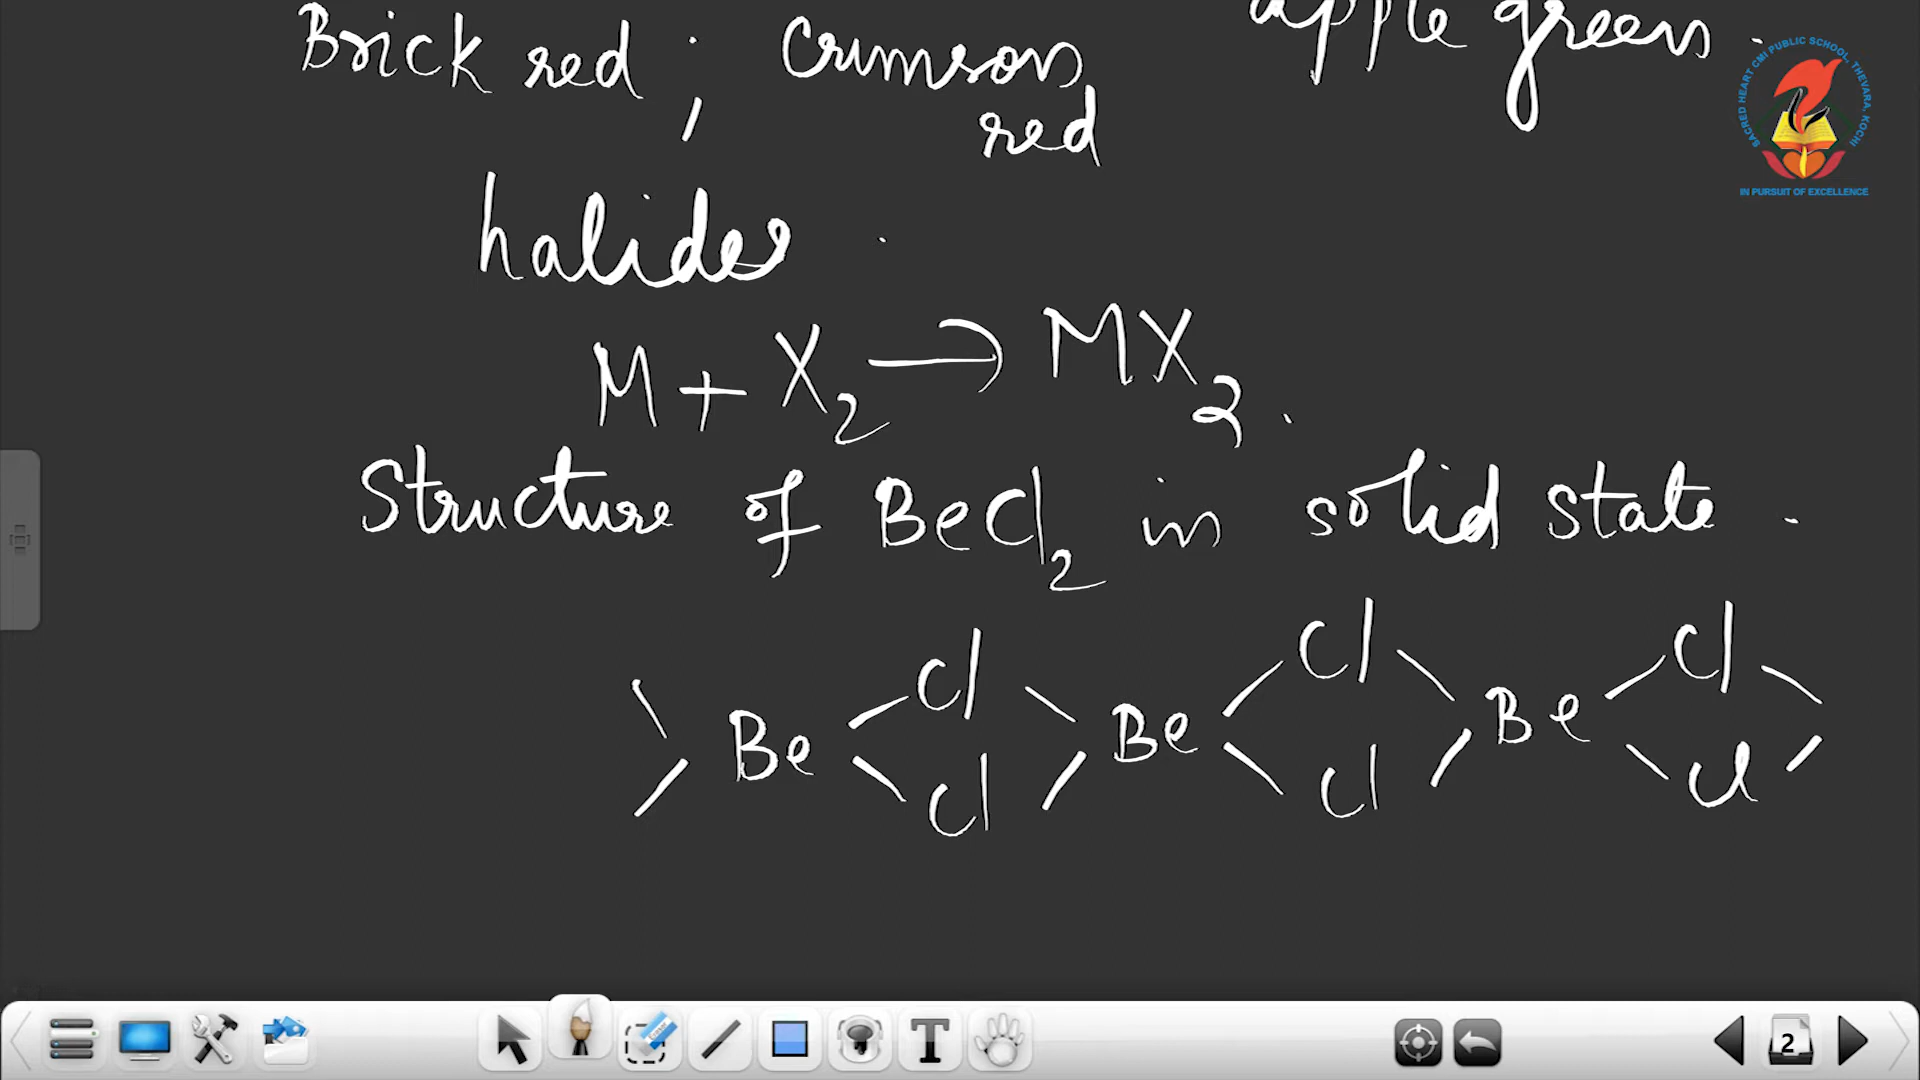 Brick red ; Crimson apple green.
red
SACRED HEART CMI PUBLIC SCHOOL, THEVARA, KOCHI
IN PURSUIT OF EXCELLENCE
halides.
M + X2 → MX2.
Structure of BeCl2 in solid state.
Cl Cl Cl
Be Be Be
Cl Cl Cl
T
2